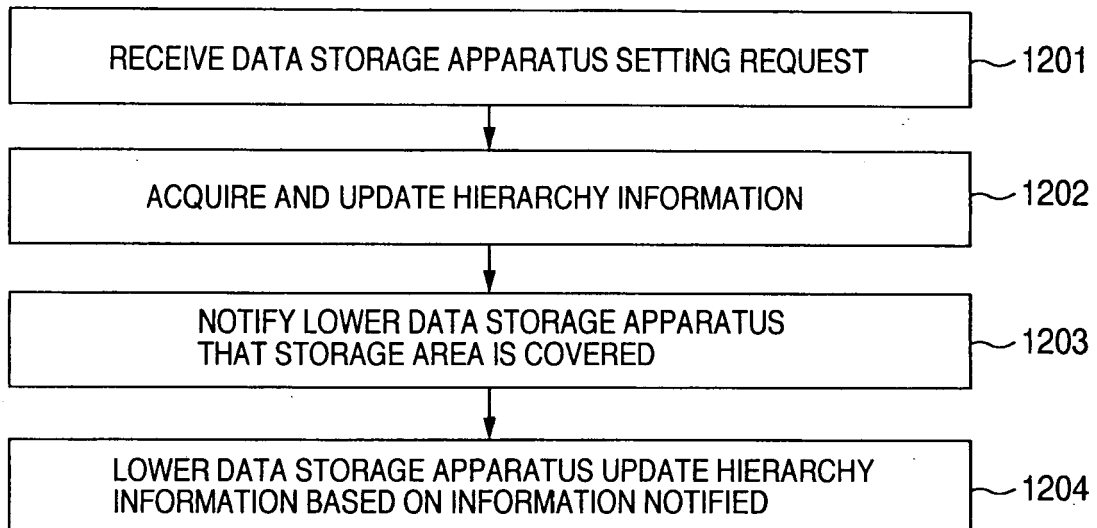 RECEIVE DATA STORAGE APPARATUS SETTING REQUEST 1201
ACQUIRE AND UPDATE HIERARCHY INFORMATION 1202
NOTIFY LOWER DATA STORAGE APPARATUS
THAT STORAGE AREA IS COVERED 1203
LOWER DATA STORAGE APPARATUS UPDATE HIERARCHY
INFORMATION BASED ON INFORMATION NOTIFIED 1204